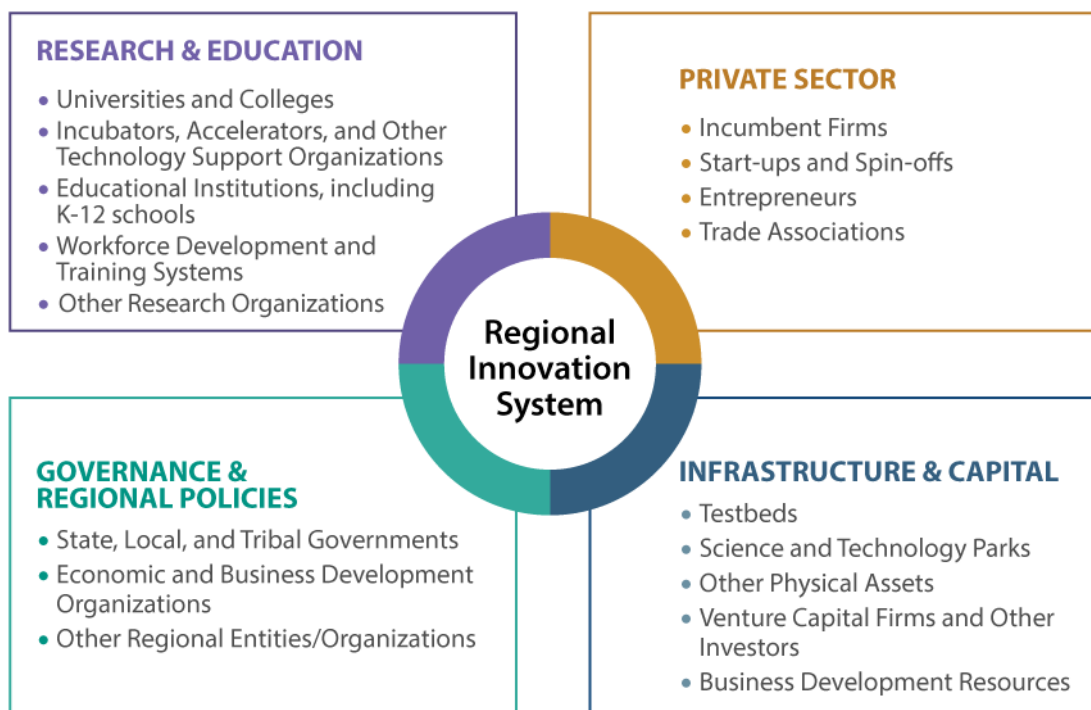 RESEARCH & EDUCATION
• Universities and Colleges
• Incubators, Accelerators, and Other
Technology Support Organizations
• Educational Institutions, including
K-12 schools
• Workforce Development and
Training Systems
• Other Research Organizations
PRIVATE SECTOR
• Incumbent Firms
• Start-ups and Spin-offs
• Entrepreneurs
• Trade Associations
Regional
Innovation
System
GOVERNANCE &
REGIONAL POLICIES
• State, Local, and Tribal Governments
• Economic and Business Development
Organizations
• Other Regional Entities/Organizations
INFRASTRUCTURE & CAPITAL
• Testbeds
• Science and Technology Parks
• Other Physical Assets
• Venture Capital Firms and Other
Investors
• Business Development Resources